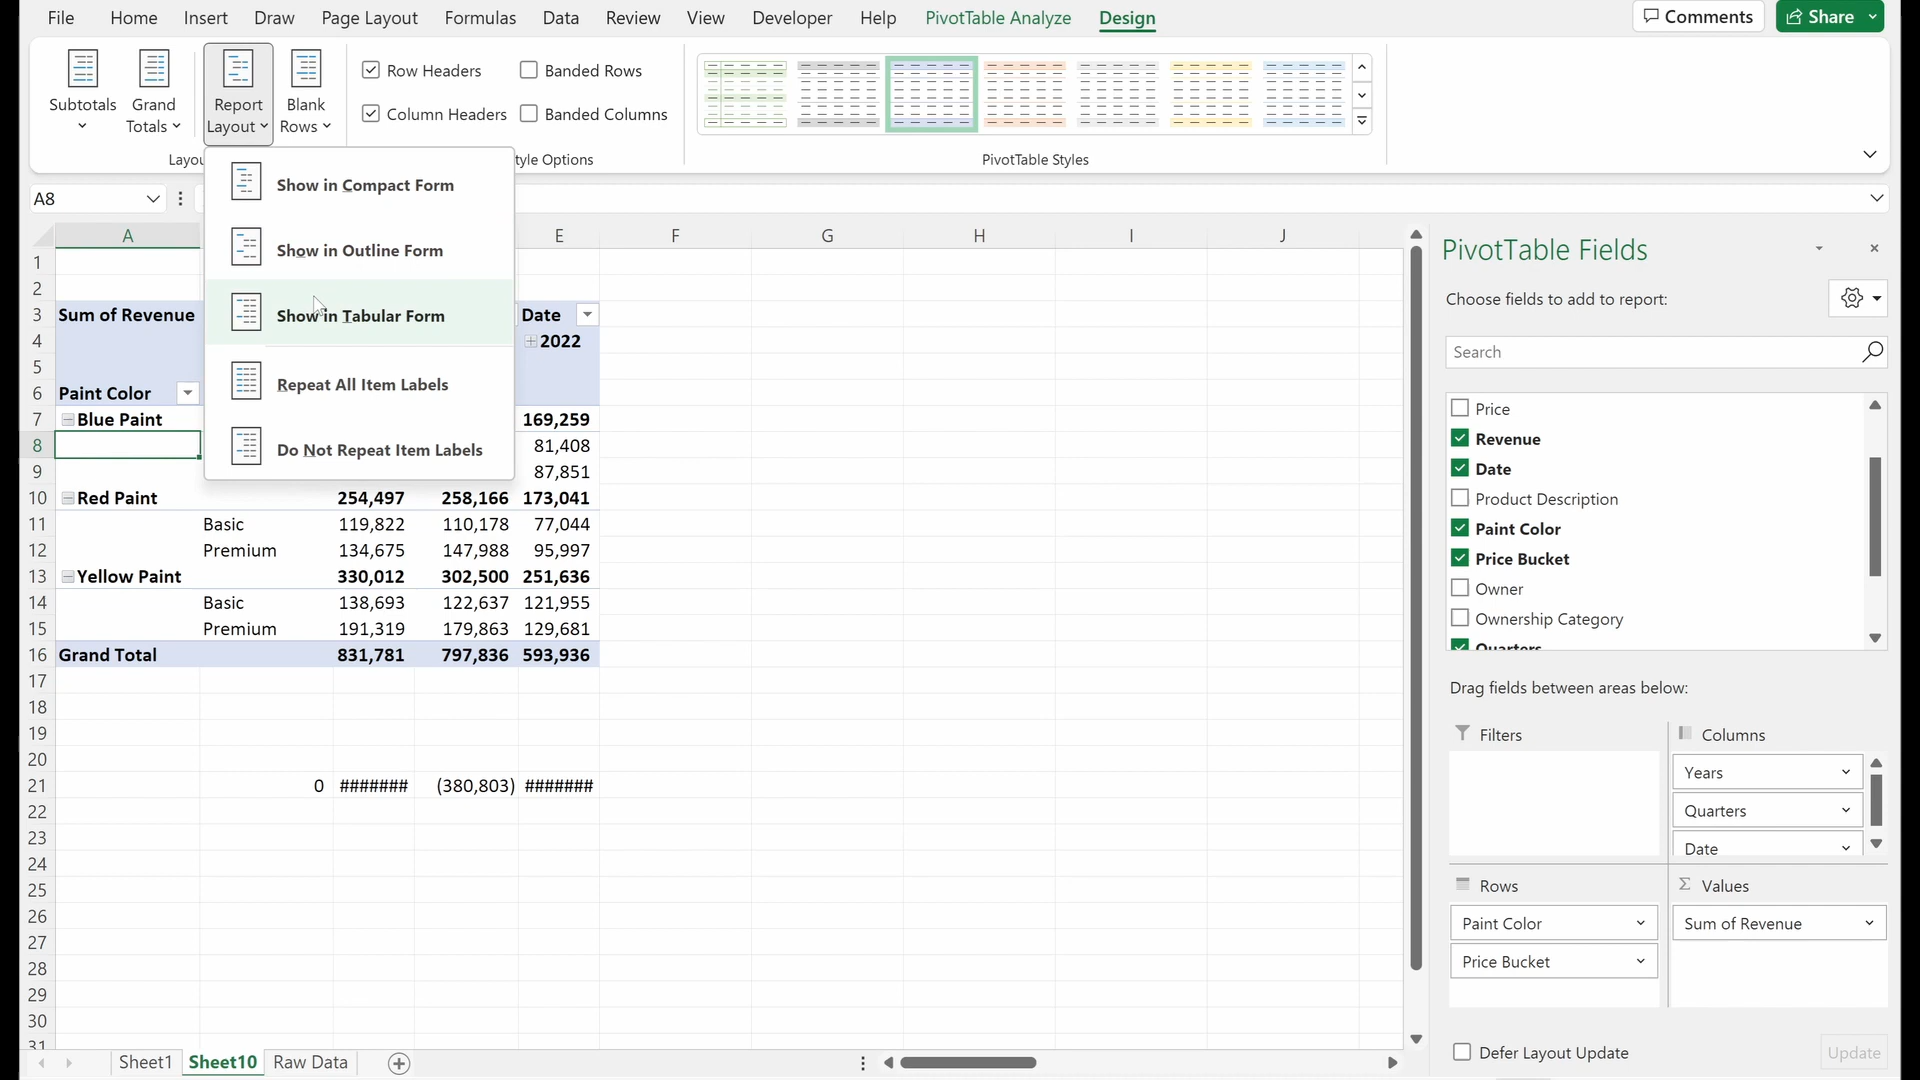 File Home Insert Draw Page Layout Formulas Data Review View Developer Help PivotTable Analyze Design Comments Share
Subtotals
Grand Totals
Report Layout
Blank Rows
Row Headers
Banded Rows
Column Headers
Banded Columns
Layou
tyle Options
PivotTable Styles
Show in Compact Form
Show in Outline Form
Show in Tabular Form
Repeat All Item Labels
Do Not Repeat Item Labels
A8
A E F G H I J
1
2
3 Sum of Revenue Date
4 2022
5
6 Paint Color
7 Blue Paint 169,259
8 81,408
9 87,851
10 Red Paint 254,497 258,166 173,041
11 Basic 119,822 110,178 77,044
12 Premium 134,675 147,988 95,997
13 Yellow Paint 330,012 302,500 251,636
14 Basic 138,693 122,637 121,955
15 Premium 191,319 179,863 129,681
16 Grand Total 831,781 797,836 593,936
17
18
19
20
21 0 ####### (380,803) #######
22
23
24
25
26
27
28
29
30
31
Sheet1 Sheet10 Raw Data
PivotTable Fields
Choose fields to add to report:
Search
Price
Revenue
Date
Product Description
Paint Color
Price Bucket
Owner
Ownership Category
Quarters
Drag fields between areas below:
Filters
Columns
Years
Quarters
Date
Rows
Paint Color
Price Bucket
Σ Values
Sum of Revenue
Defer Layout Update
Update